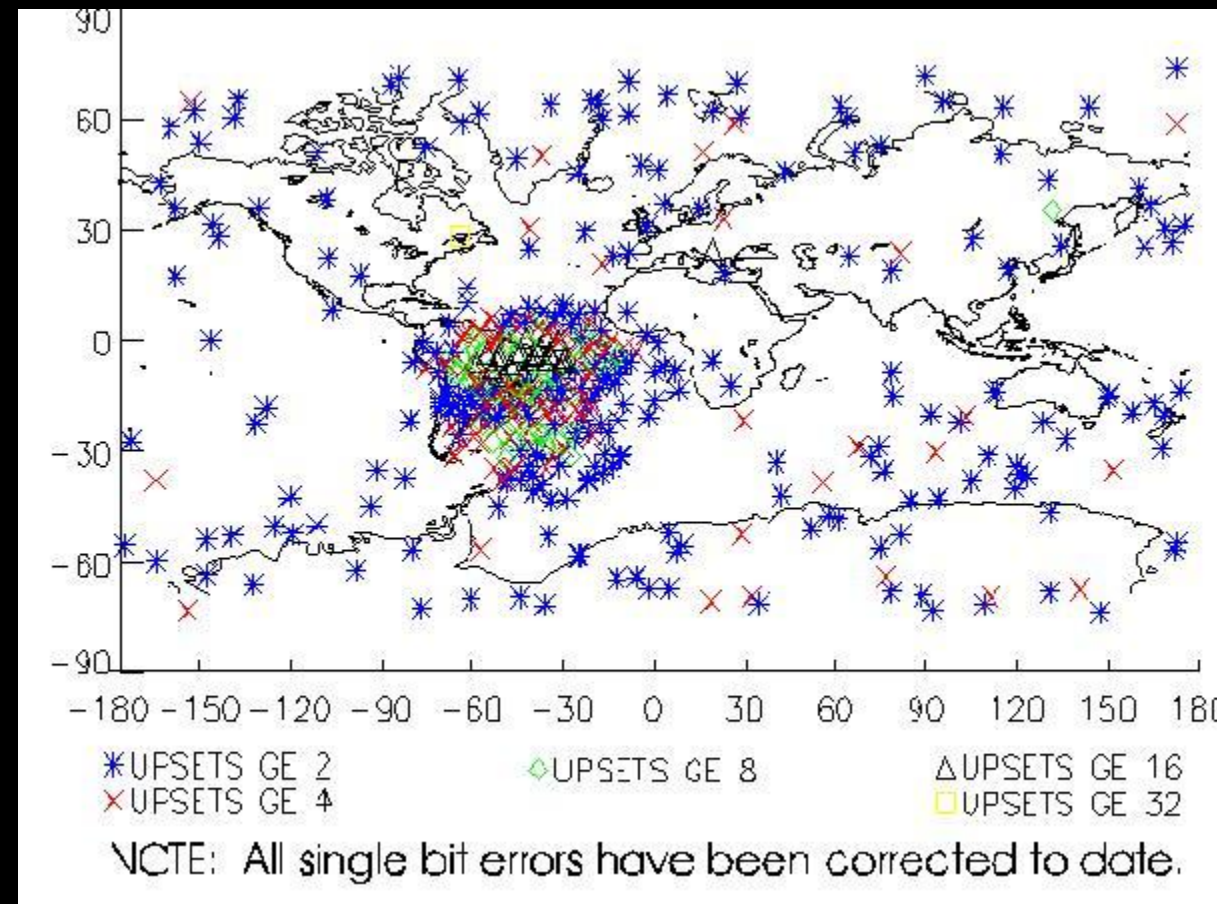 90
60
30
0
-30
-60
-90
-180 -150 -120 -90 -60 -30 0 30 60 90 120 150 180
UPSETS GE 2 UPSETS GE 8 UPSETS GE 16
UPSETS GE 4 UPSETS GE 32
NOTE: All single bit errors have been corrected to date.